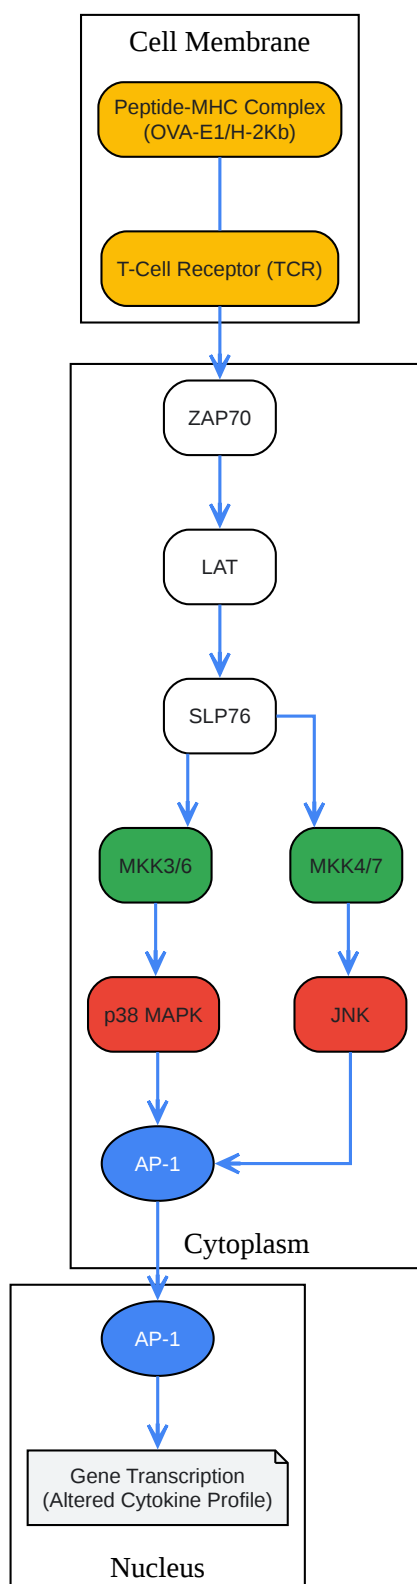 Cell Membrane
Peptide-MHC Complex
(OVA-E1/H-2Kb)
T-Cell Receptor (TCR)
ZAP70
LAT
SLP76
MKK3/6
MKK4/7
p38 MAPK
JNK
AP-1
Cytoplasm
AP-1
Gene Transcription
(Altered Cytokine Profile)
Nucleus